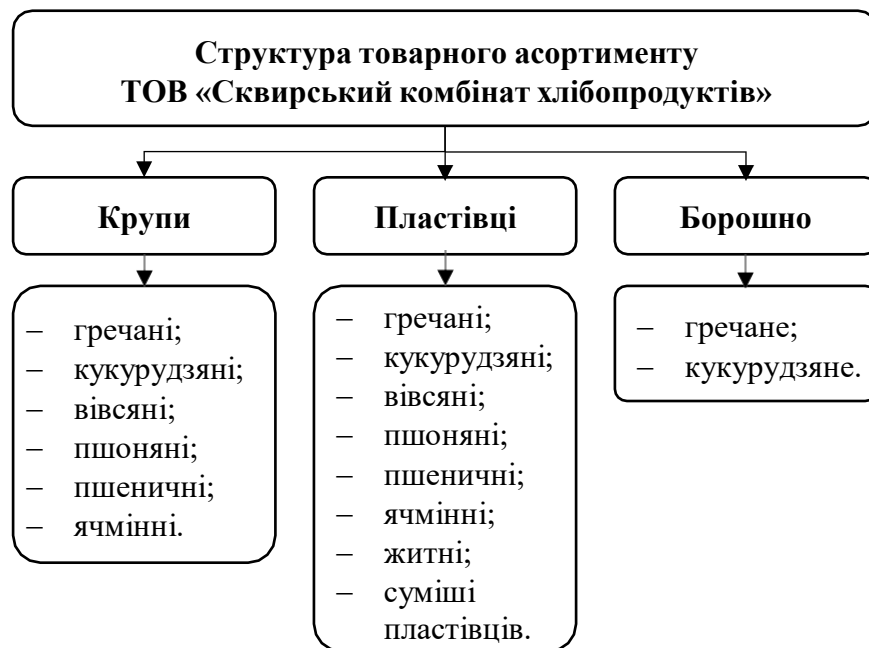 Структура товарного асортименту
ТОВ «Сквирський комбінат хлібопродуктів»
Крупи
Пластівці
Борошно
– гречані;
– кукурудзяні;
– вівсяні;
– пшоняні;
– пшеничні;
– ячмінні.
– гречані;
– кукурудзяні;
– вівсяні;
– пшоняні;
– пшеничні;
– ячмінні;
– житні;
– суміші
пластівців.
– гречане;
– кукурудзяне.